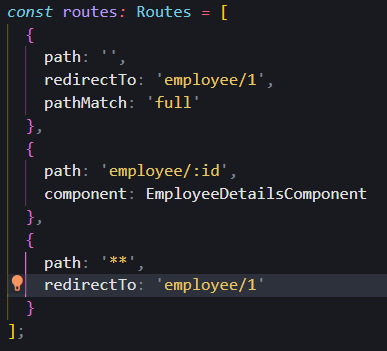 const routes: Routes = [
  {
    path: '',
    redirectTo: 'employee/1',
    pathMatch: 'full'
  },
  {
    path: 'employee/:id',
    component: EmployeeDetailsComponent
  },
  {
    path: '**',
    redirectTo: 'employee/1'
  }
];